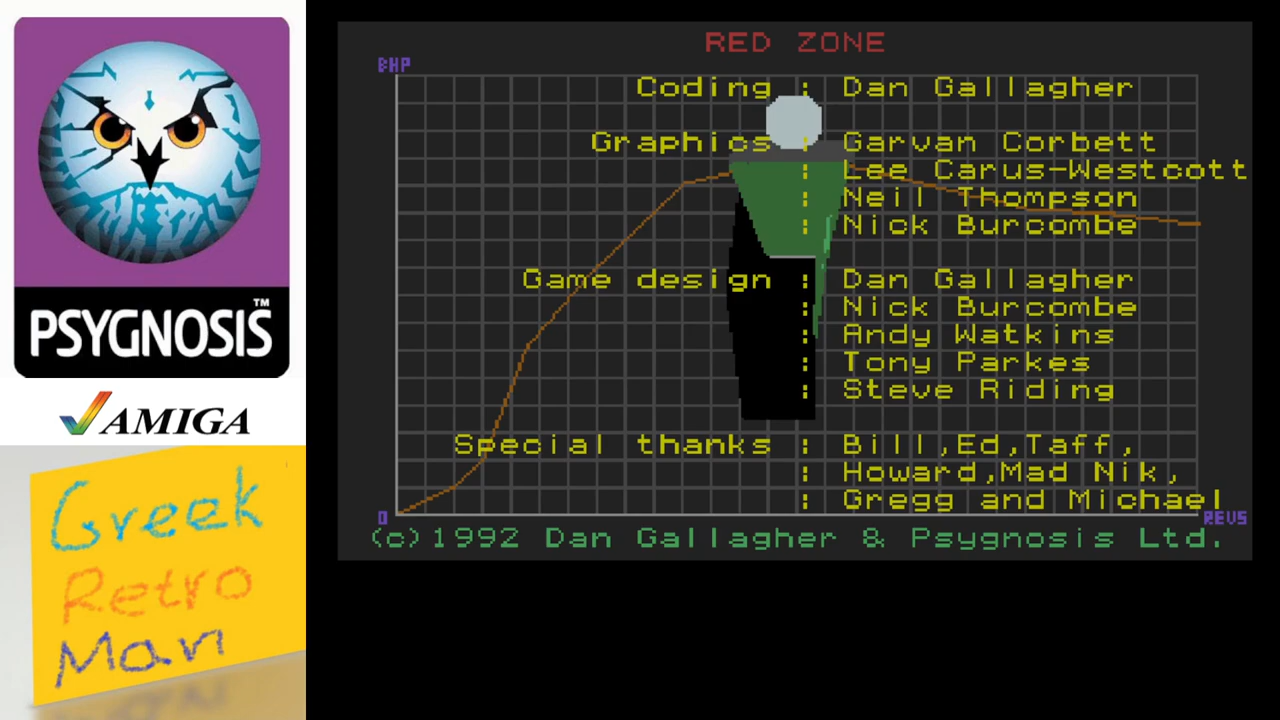 PSYGNOSIS™
AMIGA
Greek
Retro
Man
RED ZONE
BHP
Coding : Dan Gallagher
Graphics : Garvan Corbett
: Lee Carus-Westcott
: Neil Thompson
: Nick Burcombe
Game design : Dan Gallagher
: Nick Burcombe
: Andy Watkins
: Tony Parkes
: Steve Riding
Special thanks : Bill,Ed,Taff,
: Howard,Mad Nik,
: Gregg and Michael
0 REVS
(c)1992 Dan Gallagher & Psygnosis Ltd.